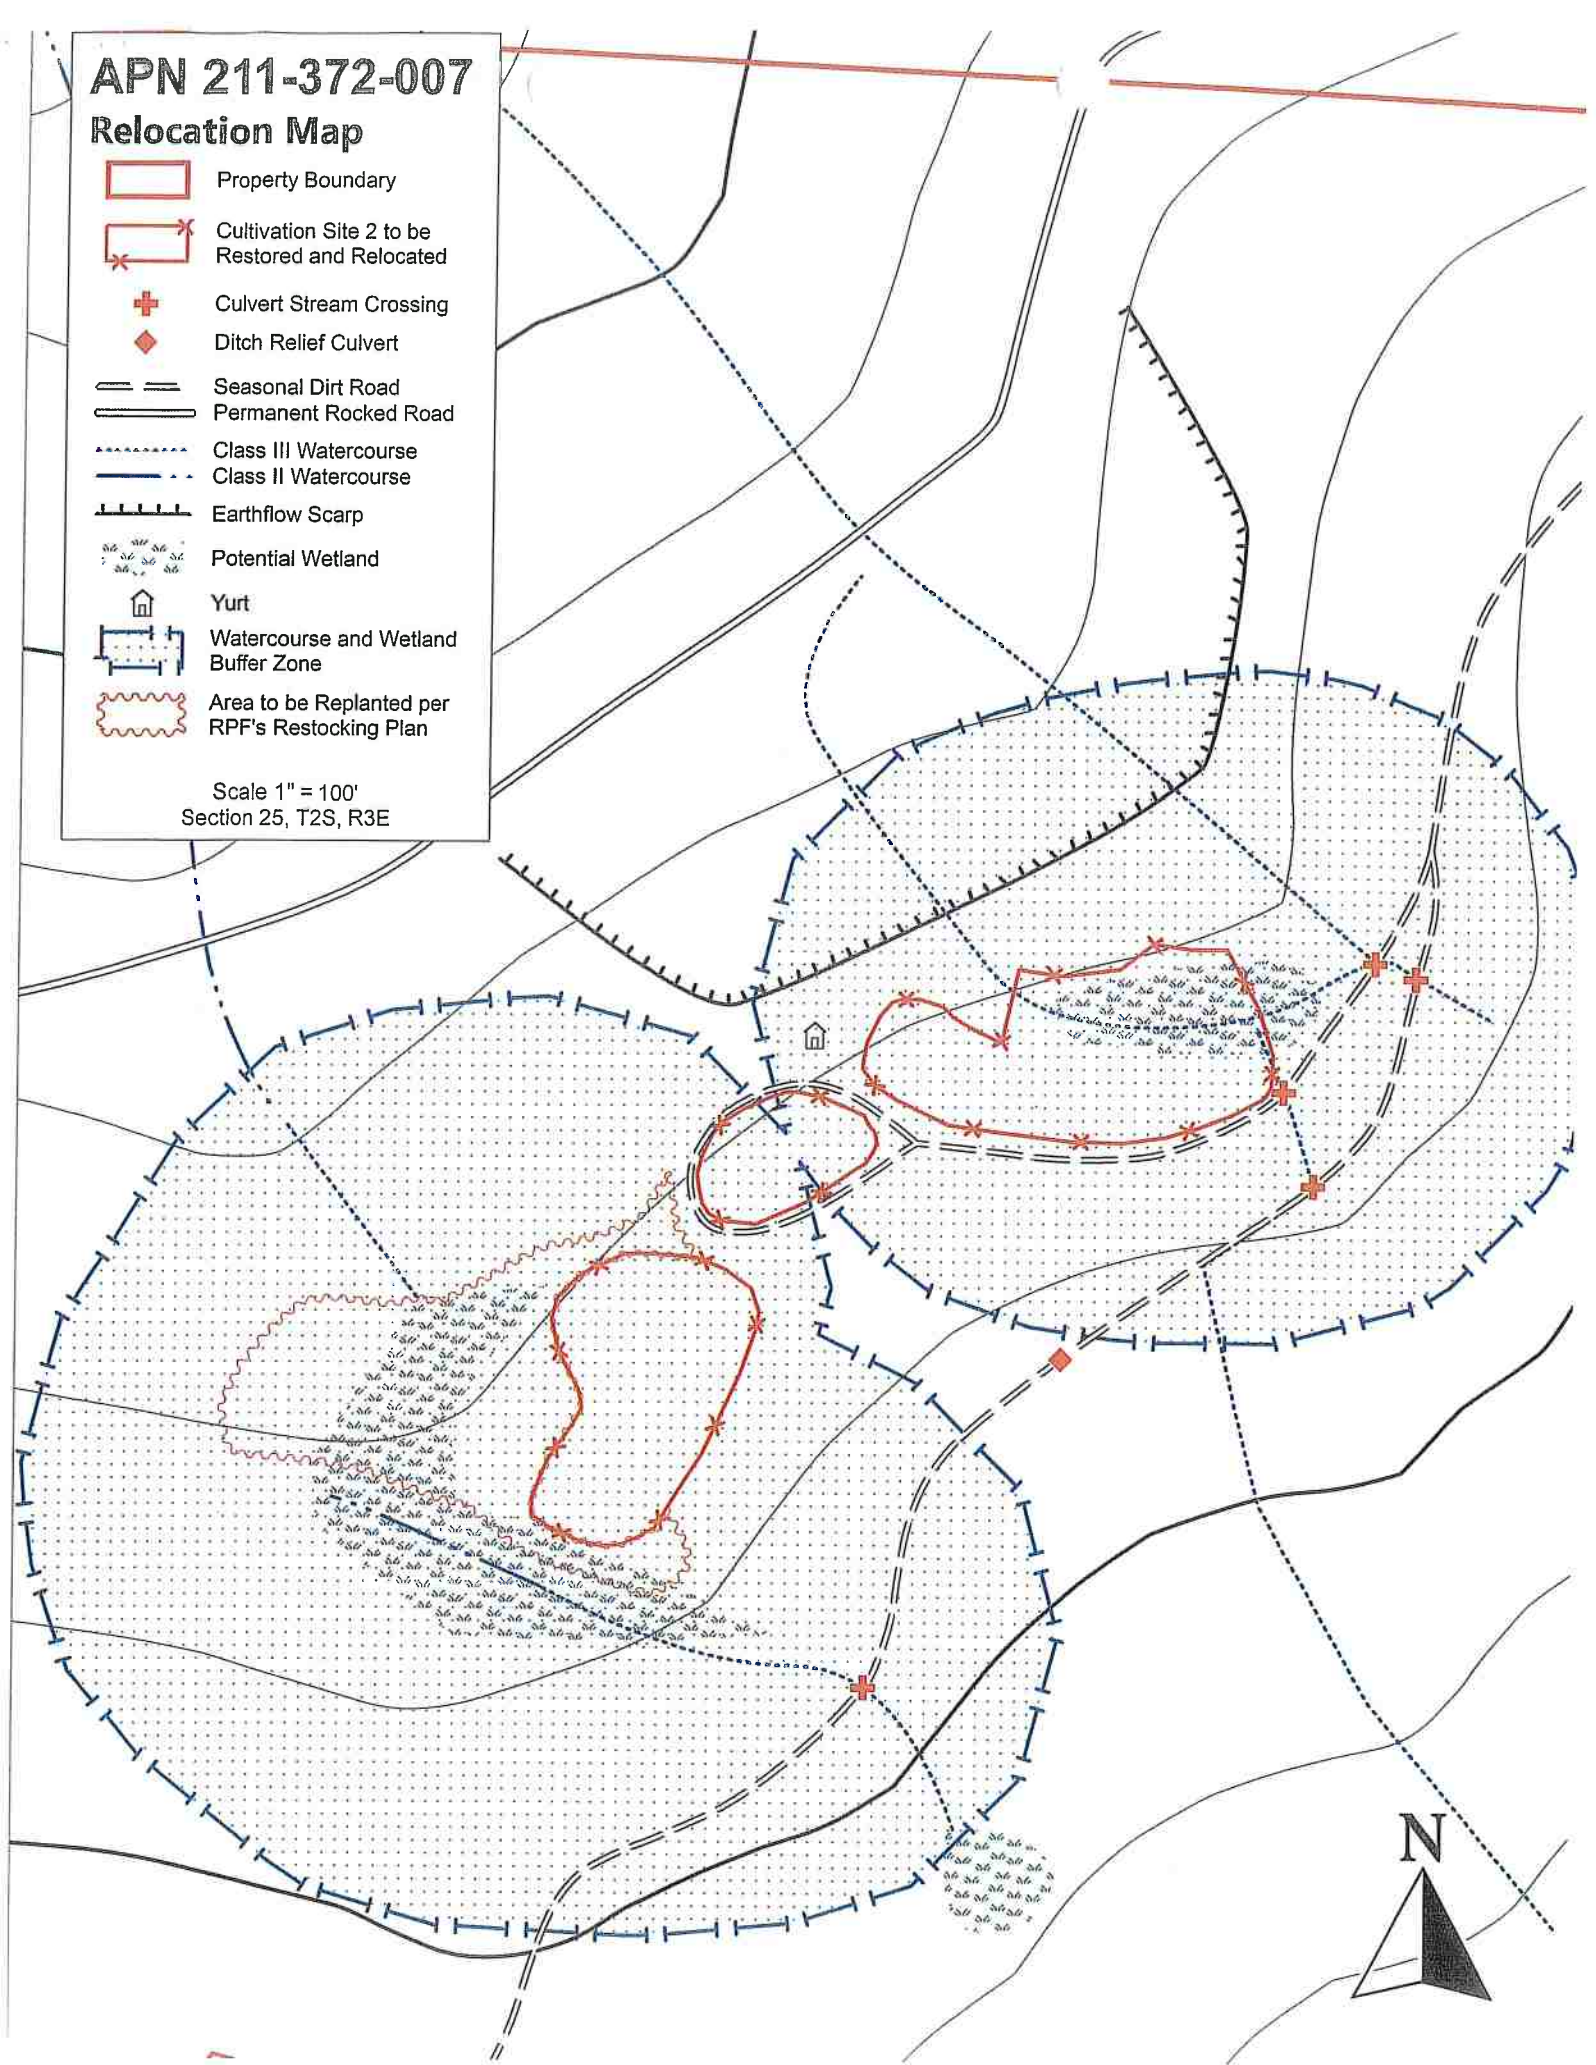 APN 211-372-007
Relocation Map
Property Boundary
Cultivation Site 2 to be
Restored and Relocated
Culvert Stream Crossing
Ditch Relief Culvert
Seasonal Dirt Road
Permanent Rocked Road
Class III Watercourse
Class II Watercourse
Earthflow Scarp
Potential Wetland
Yurt
Watercourse and Wetland
Buffer Zone
Area to be Replanted per
RPF's Restocking Plan
Scale 1" = 100'
Section 25, T2S, R3E
N